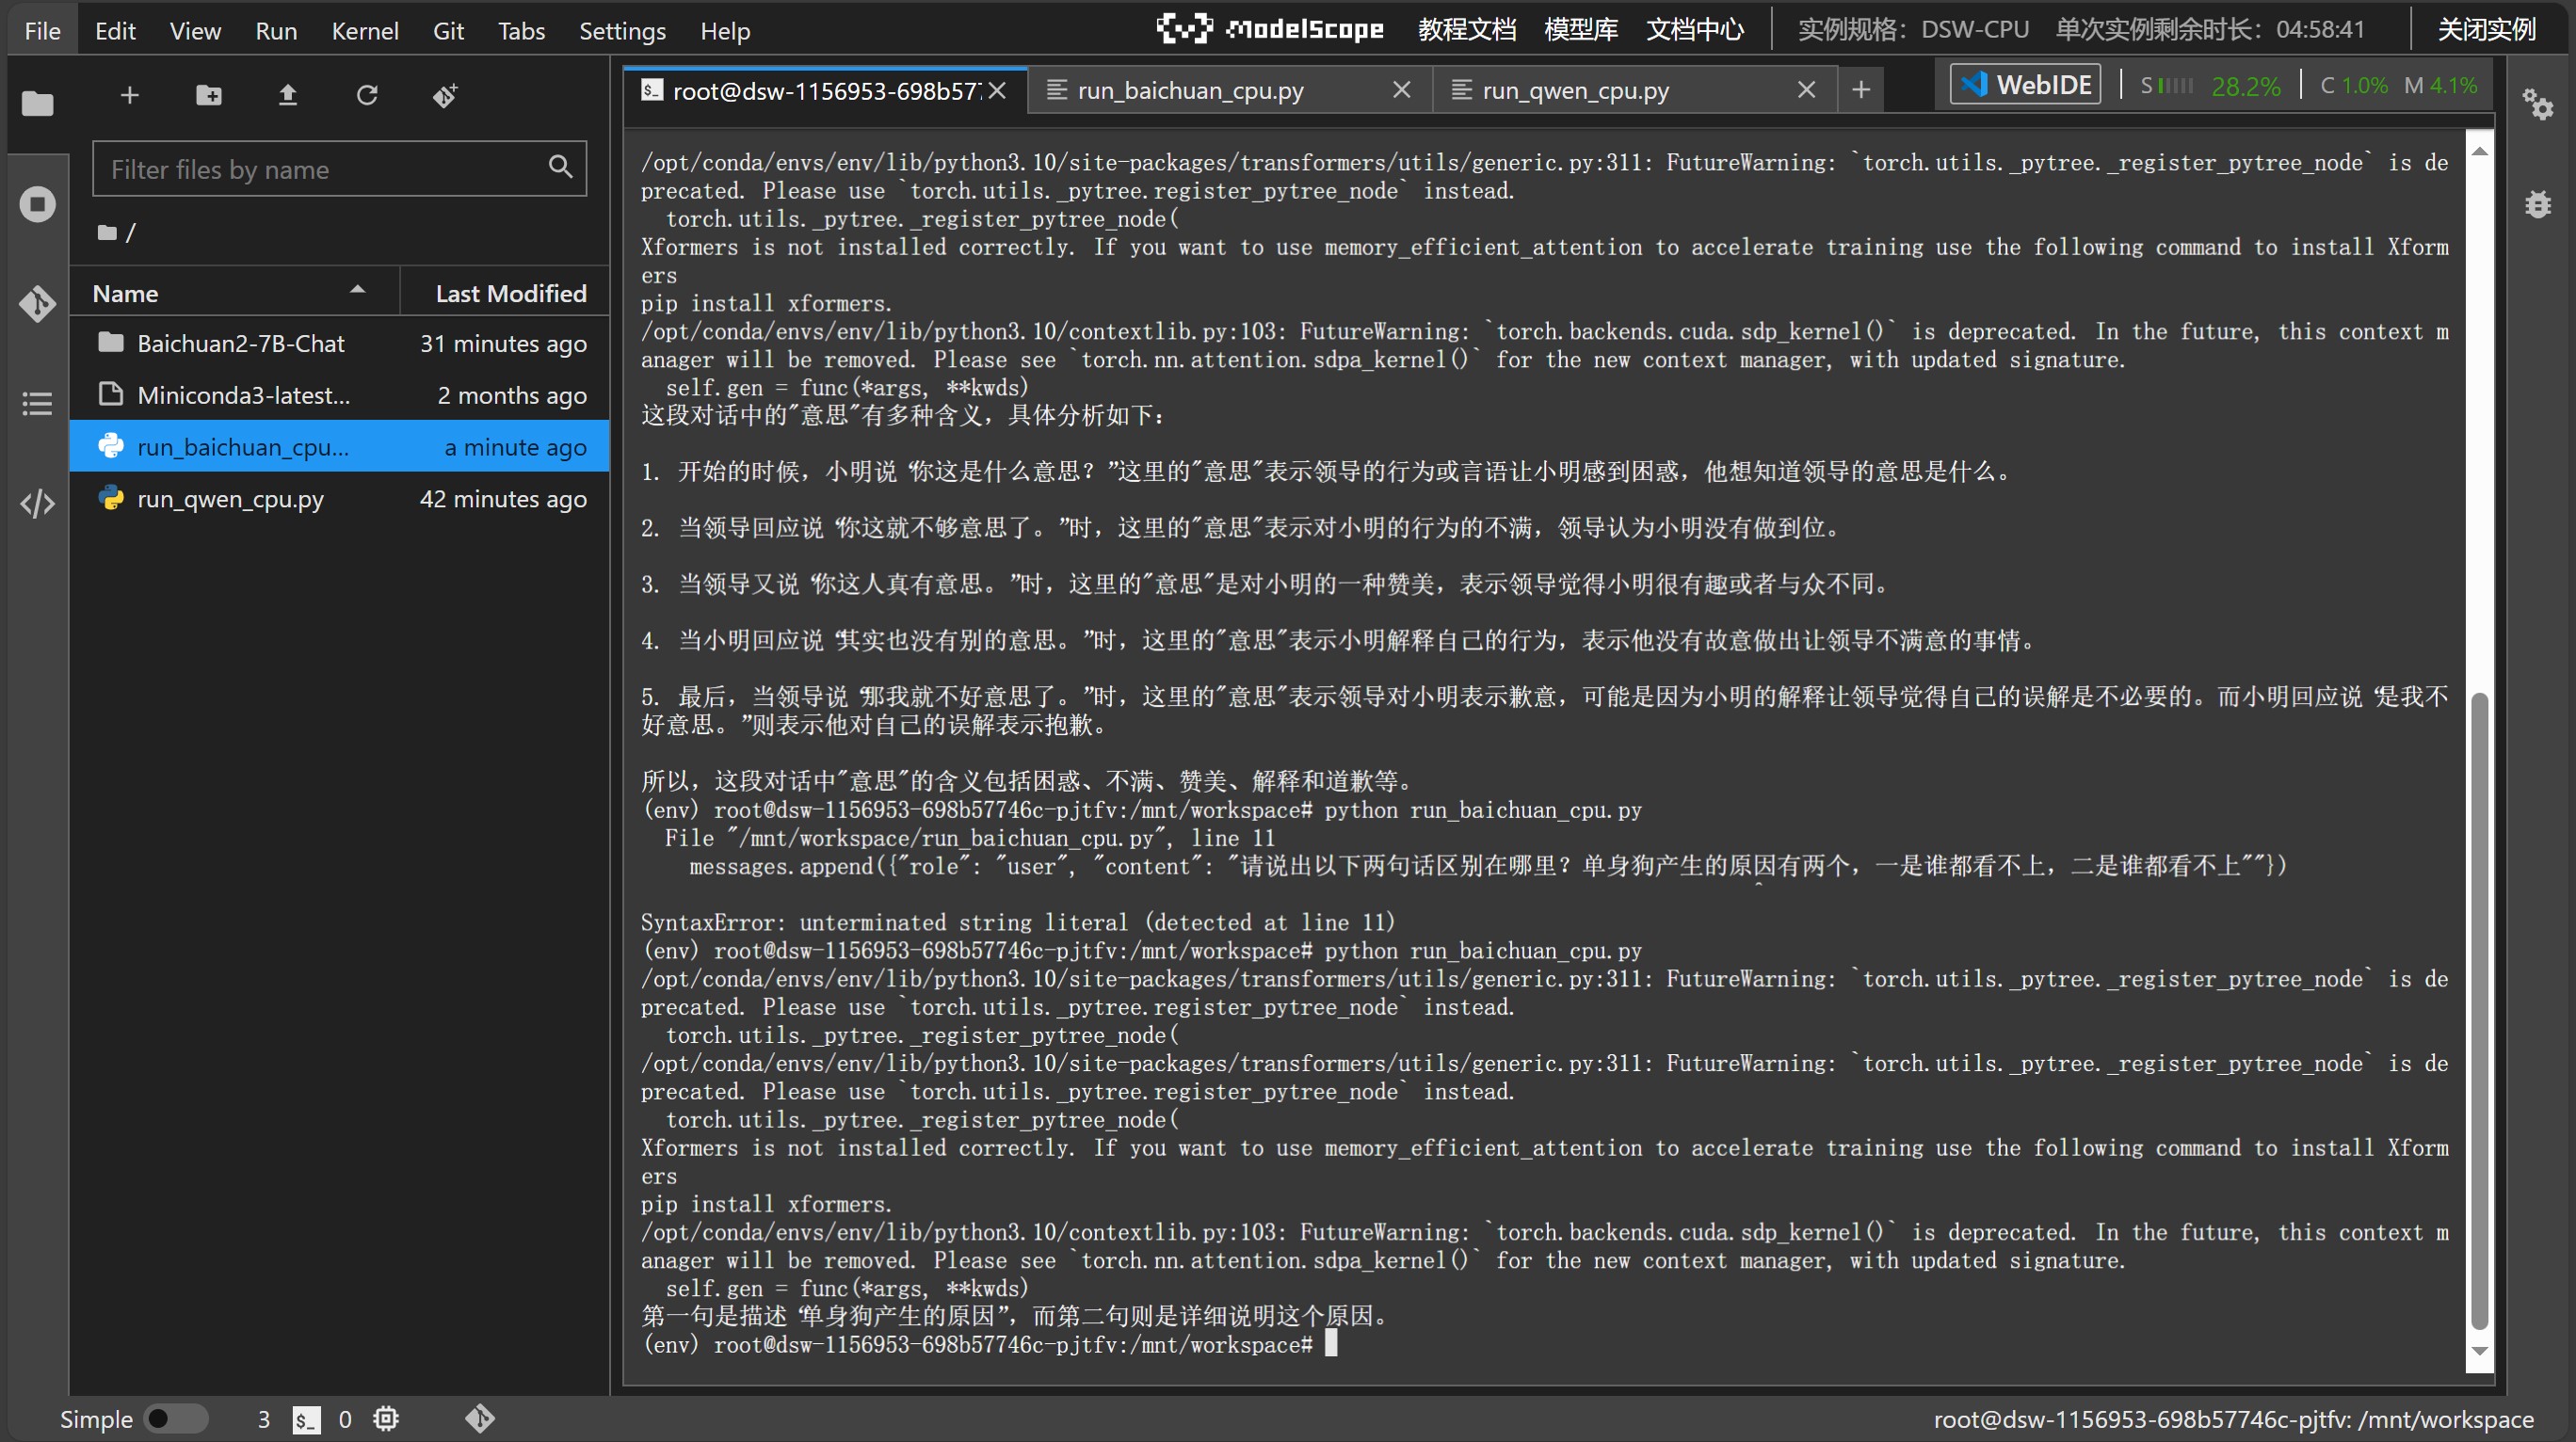 File Edit View Run Kernel Git Tabs Settings Help
ModelScope 教程文档 模型库 文档中心 实例规格: DSW-CPU 单次实例剩余时长: 04:58:41 关闭实例
root@dsw-1156953-698b577
run_baichuan_cpu.py
run_qwen_cpu.py
WebIDE S 28.2% C 1.0% M 4.1%
Filter files by name
/
Name Last Modified
Baichuan2-7B-Chat 31 minutes ago
Miniconda3-latest... 2 months ago
run_baichuan_cpu... a minute ago
run_qwen_cpu.py 42 minutes ago
/opt/conda/envs/env/lib/python3.10/site-packages/transformers/utils/generic.py:311: FutureWarning: `torch.utils._pytree._register_pytree_node` is de
precated. Please use `torch.utils._pytree.register_pytree_node` instead.
  torch.utils._pytree._register_pytree_node(
Xformers is not installed correctly. If you want to use memory_efficient_attention to accelerate training use the following command to install Xform
ers
pip install xformers.
/opt/conda/envs/env/lib/python3.10/contextlib.py:103: FutureWarning: `torch.backends.cuda.sdp_kernel()` is deprecated. In the future, this context m
anager will be removed. Please see `torch.nn.attention.sdpa_kernel()` for the new context manager, with updated signature.
  self.gen = func(*args, **kwds)
这段对话中的"意思"有多种含义，具体分析如下：
1. 开始的时候，小明说“你这是什么意思？”这里的"意思"表示领导的行为或言语让小明感到困惑，他想知道领导的意思是什么。
2. 当领导回应说“你这就不够意思了。”时，这里的"意思"表示对小明的行为的不满，领导认为小明没有做到位。
3. 当领导又说“你这人真有意思。”时，这里的"意思"是对小明的一种赞美，表示领导觉得小明很有趣或者与众不同。
4. 当小明回应说“其实也没有别的意思。”时，这里的"意思"表示小明解释自己的行为，表示他没有故意做出让领导不满意的事情。
5. 最后，当领导说“那我就不好意思了。”时，这里的"意思"表示领导对小明表示歉意，可能是因为小明的解释让领导觉得自己的误解是不必要的。而小明回应说“是我不
好意思。”则表示他对自己的误解表示抱歉。
所以，这段对话中"意思"的含义包括困惑、不满、赞美、解释和道歉等。
(env) root@dsw-1156953-698b57746c-pjtfv:/mnt/workspace# python run_baichuan_cpu.py
  File "/mnt/workspace/run_baichuan_cpu.py", line 11
    messages.append({"role": "user", "content": "请说出以下两句话区别在哪里？单身狗产生的原因有两个，一是谁都看不上，二是谁都看不上""})
^
SyntaxError: unterminated string literal (detected at line 11)
(env) root@dsw-1156953-698b57746c-pjtfv:/mnt/workspace# python run_baichuan_cpu.py
/opt/conda/envs/env/lib/python3.10/site-packages/transformers/utils/generic.py:311: FutureWarning: `torch.utils._pytree._register_pytree_node` is de
precated. Please use `torch.utils._pytree.register_pytree_node` instead.
  torch.utils._pytree._register_pytree_node(
/opt/conda/envs/env/lib/python3.10/site-packages/transformers/utils/generic.py:311: FutureWarning: `torch.utils._pytree._register_pytree_node` is de
precated. Please use `torch.utils._pytree.register_pytree_node` instead.
  torch.utils._pytree._register_pytree_node(
Xformers is not installed correctly. If you want to use memory_efficient_attention to accelerate training use the following command to install Xform
ers
pip install xformers.
/opt/conda/envs/env/lib/python3.10/contextlib.py:103: FutureWarning: `torch.backends.cuda.sdp_kernel()` is deprecated. In the future, this context m
anager will be removed. Please see `torch.nn.attention.sdpa_kernel()` for the new context manager, with updated signature.
  self.gen = func(*args, **kwds)
第一句是描述“单身狗产生的原因”，而第二句则是详细说明这个原因。
(env) root@dsw-1156953-698b57746c-pjtfv:/mnt/workspace#
Simple 3 0 root@dsw-1156953-698b57746c-pjtfv: /mnt/workspace